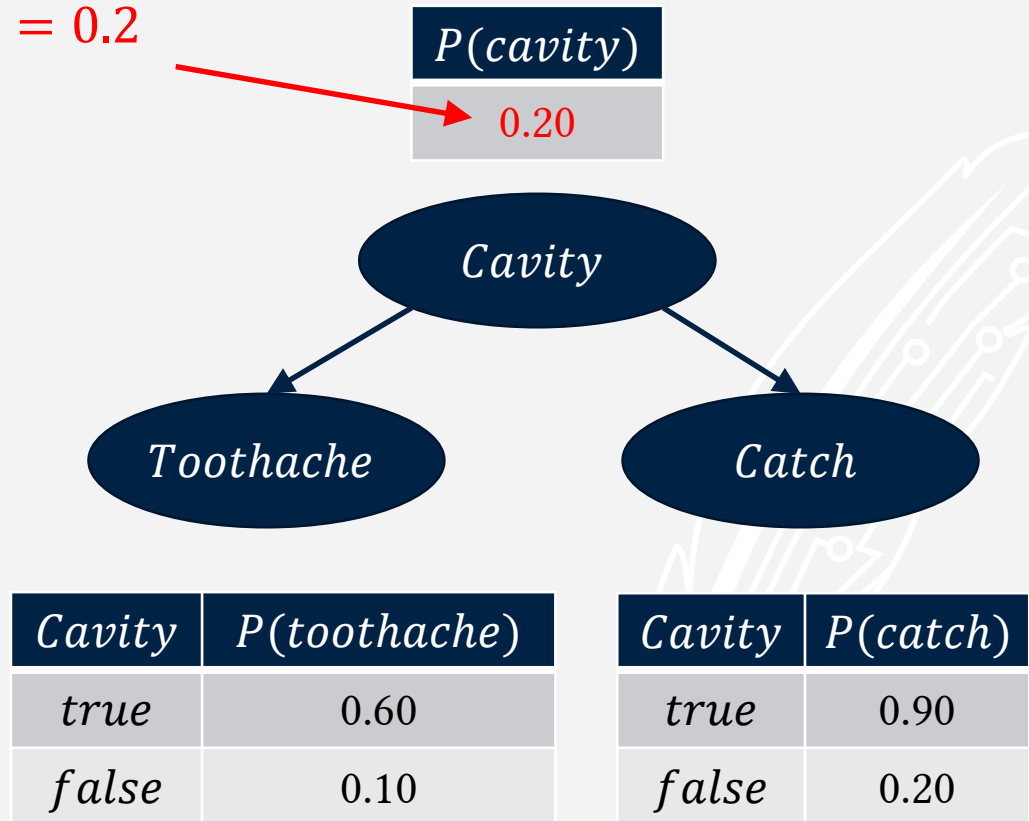 = 0.2
P(cavity)
0.20
Cavity
Toothache Catch
Cavity P(toothache) Cavity P(catch)
true 0.60 true 0.90
false 0.10 false 0.20